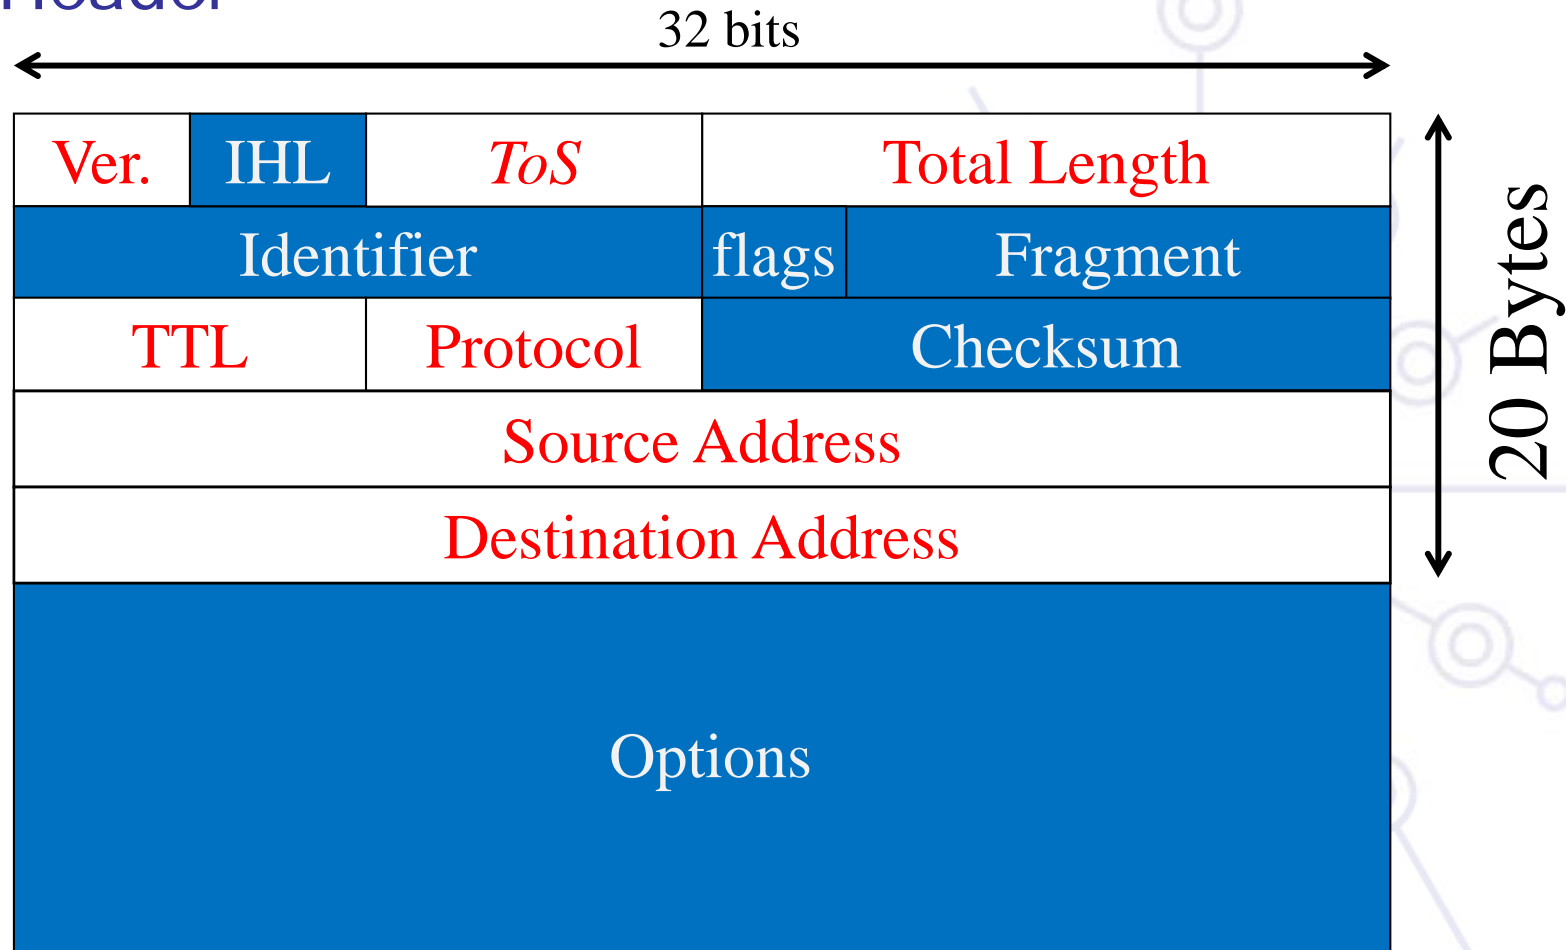 Header
32 bits
Ver. IHL ToS Total Length
Identifier flags Fragment
TTL Protocol Checksum
Source Address
Destination Address
Options
20 Bytes